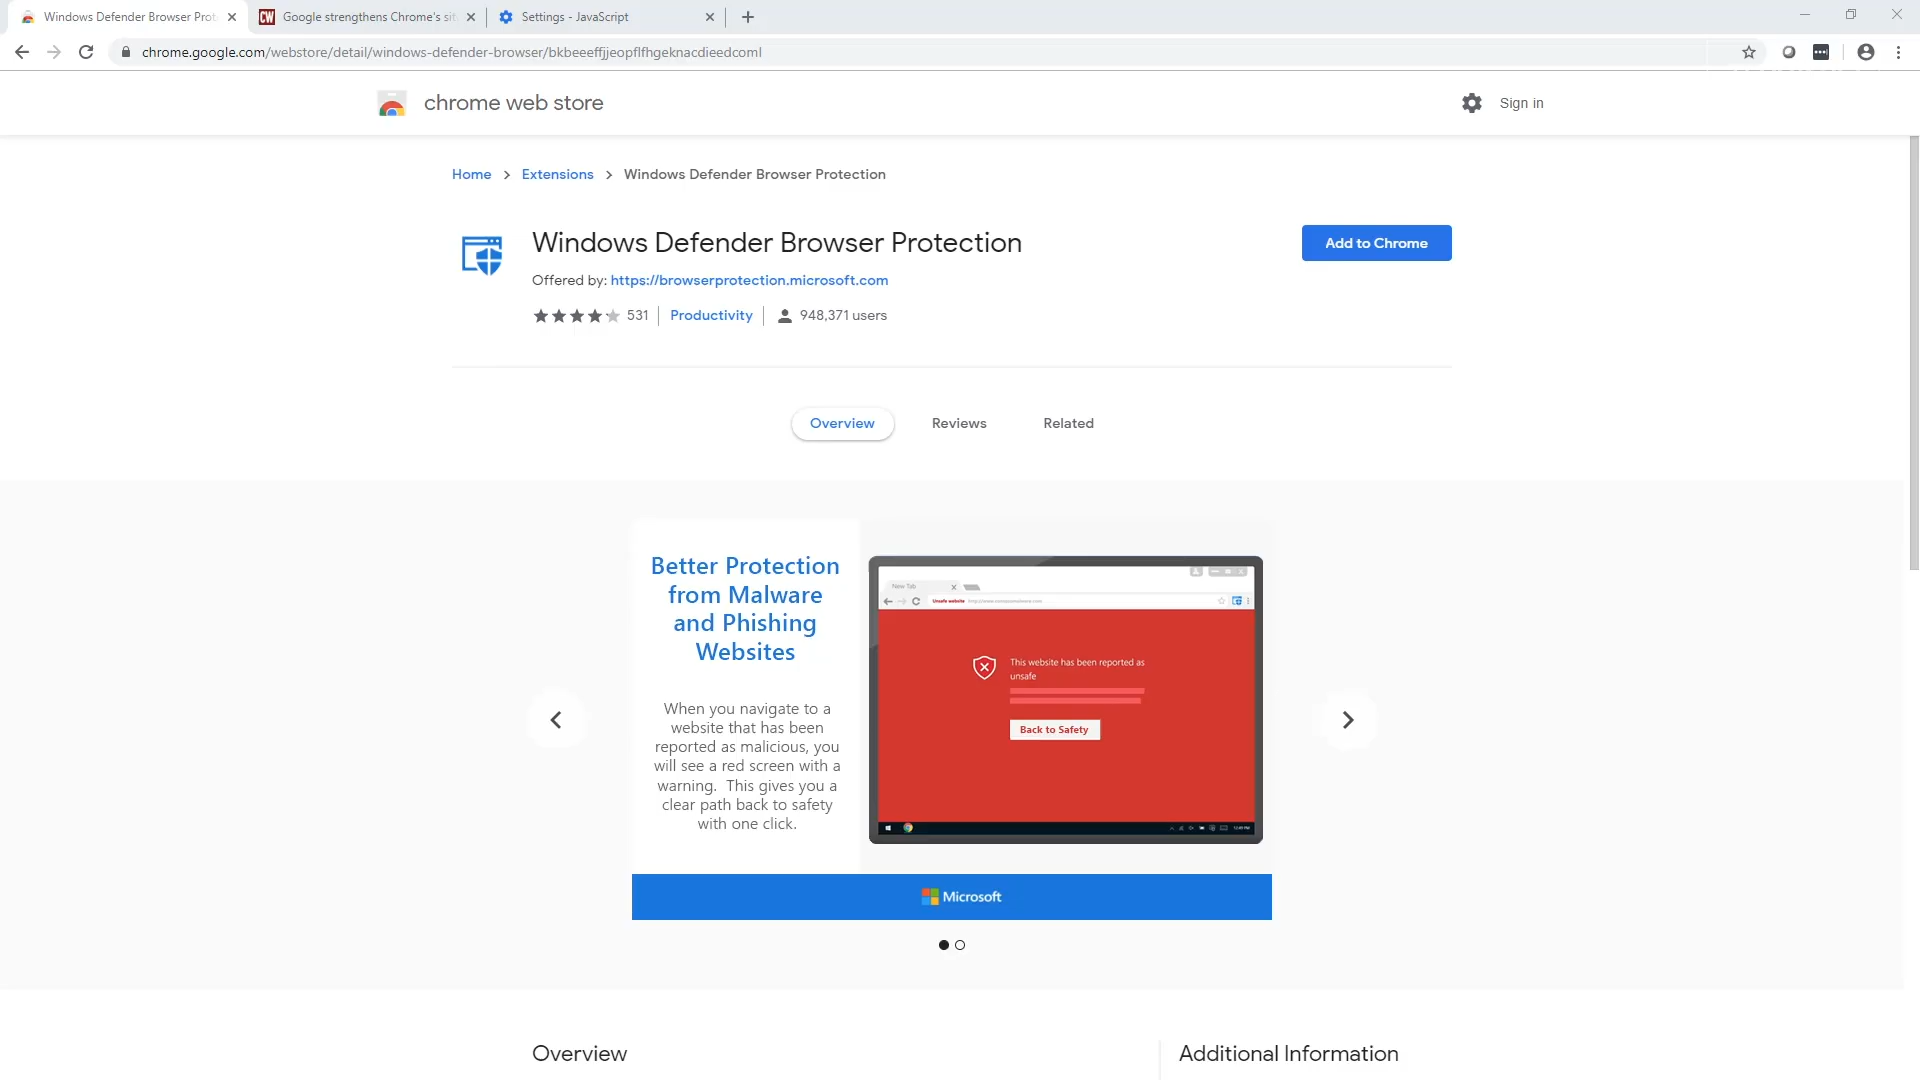 Windows Defender Browser Prot
Google strengthens Chrome's sit
Settings - JavaScript
chrome.google.com/webstore/detail/windows-defender-browser/bkbeeeffjjeopflfhgeknacdieedcoml
chrome web store
Sign in
Home > Extensions > Windows Defender Browser Protection
Windows Defender Browser Protection
Add to Chrome
Offered by: https://browserprotection.microsoft.com
531 Productivity 948,371 users
Overview Reviews Related
Better Protection
from Malware
and Phishing
Websites
When you navigate to a
website that has been
reported as malicious, you
will see a red screen with a
warning. This gives you a
clear path back to safety
with one click.
New Tab
Unsafe website
This website has been reported as
unsafe
Back to Safety
Microsoft
Overview
Additional Information